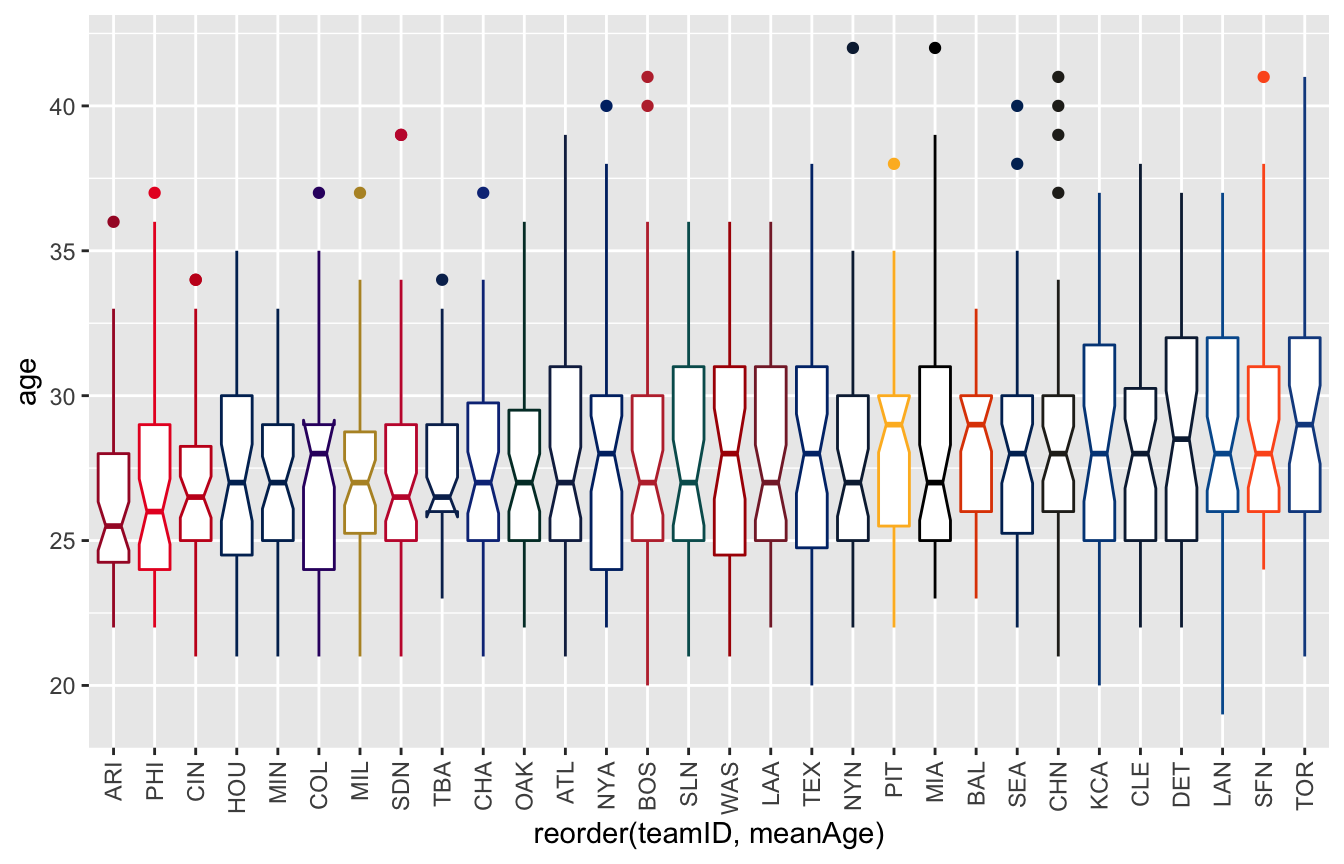 age
40
35
30
25
20
ARI PHI CIN HOU MIN COL MIL SDN TBA CHA OAK ATL NYA BOS SLN WAS LAA TEX NYN PIT MIA BAL SEA CHN KCA CLE DET LAN SFN TOR
reorder(teamID, meanAge)